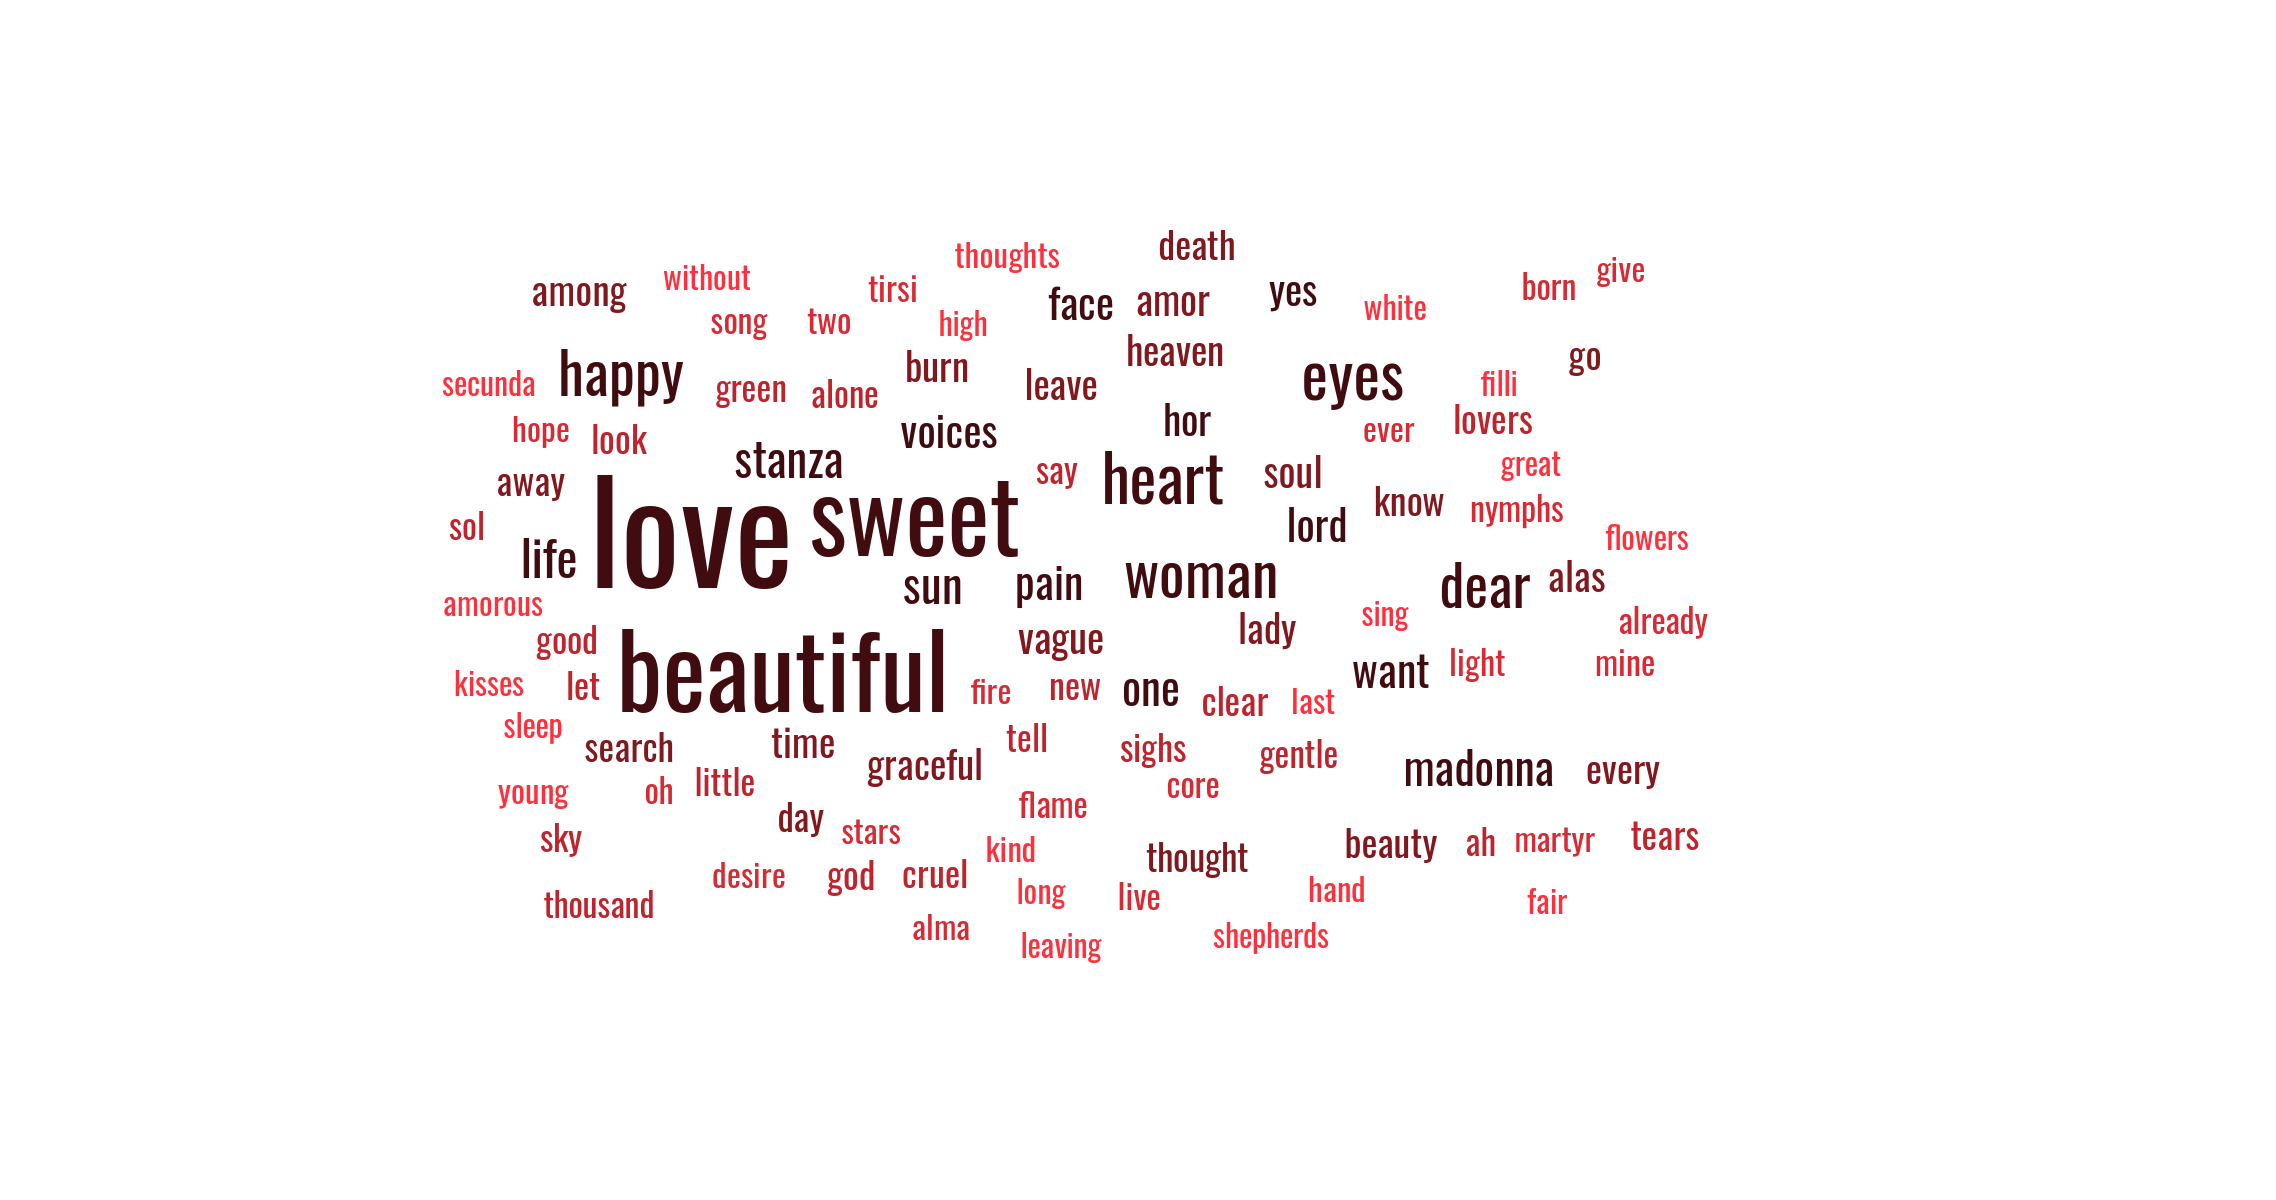 death
thoughts
give
among
without
tirsi
born
yes
face
amor
white
song
two
high
heaven
go
burn
happy
eyes
secunda
green
alone
leave
filli
hor
lovers
hope
look
voices
ever
stanza
great
away
say
heart
soul
know
nymphs
love
sweet
sol
lord
flowers
life
sun
pain
woman
dear
alas
amorous
good
vague
lady
sing
already
kisses
let
beautiful
fire
new
one
clear
last
want
light
mine
sleep
search
time
tell
sighs
gentle
graceful
madonna
every
young
oh
little
core
flame
day
stars
sky
kind
thought
beauty
ah
martyr
tears
desire
god
cruel
long
live
hand
fair
thousand
alma
leaving
shepherds